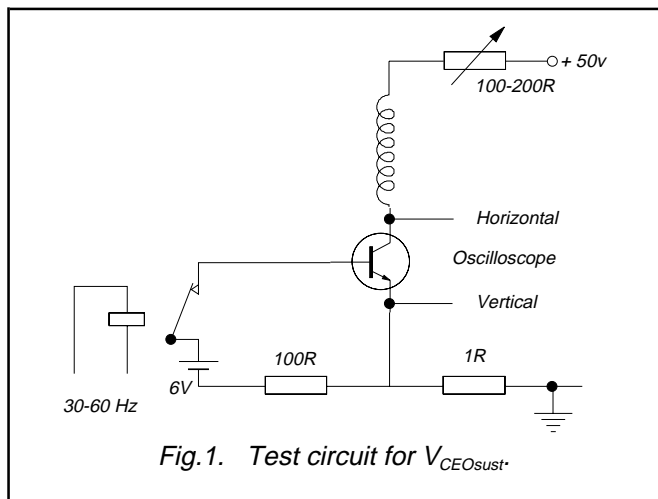 + 50v
100-200R
Horizontal
Oscilloscope
Vertical
100R
1R
6V
30-60 Hz
Fig.1. Test circuit for VCEOsust.